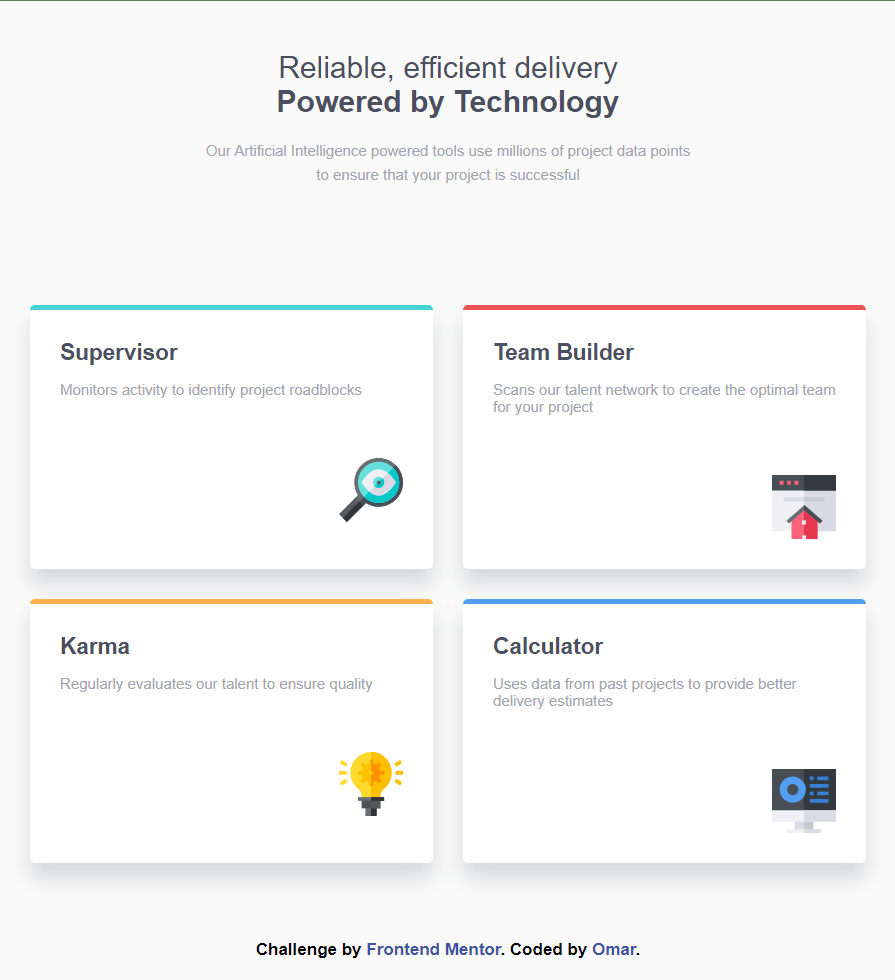 Reliable, efficient delivery
Powered by Technology
Our Artificial Intelligence powered tools use millions of project data points
to ensure that your project is successful
Supervisor
Monitors activity to identify project roadblocks
Team Builder
Scans our talent network to create the optimal team
for your project
Karma
Regularly evaluates our talent to ensure quality
Calculator
Uses data from past projects to provide better
delivery estimates
Challenge by Frontend Mentor. Coded by Omar.